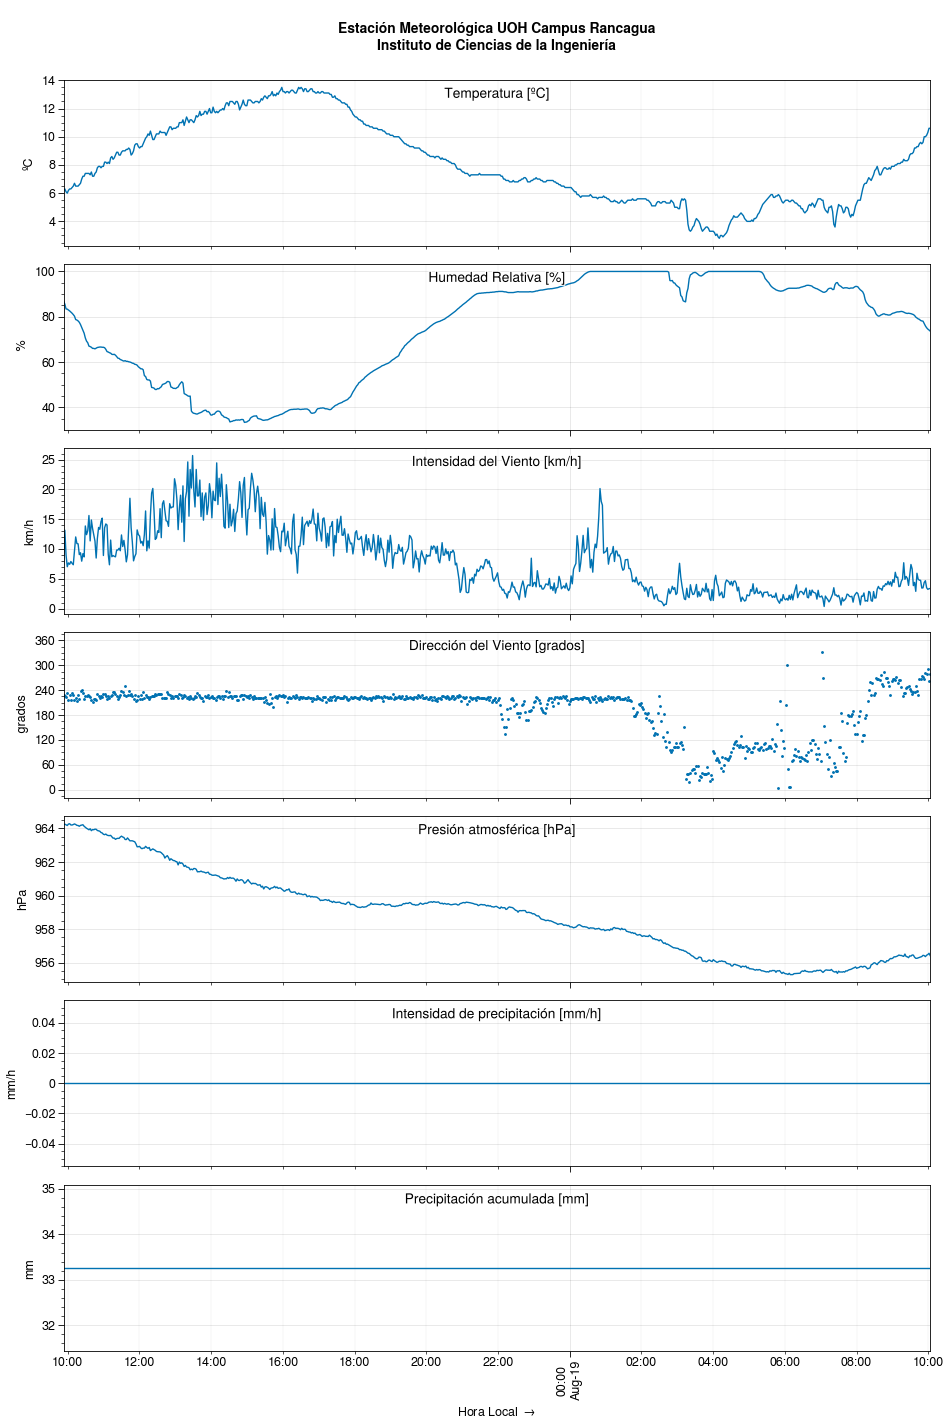 Estación Meteorológica UOH Campus Rancagua
Instituto de Ciencias de la Ingeniería
Temperatura [ºC]
ºC
14
12
10
8
6
4
Humedad Relativa [%]
%
100
80
60
40
Intensidad del Viento [km/h]
km/h
25
20
15
10
5
0
Dirección del Viento [grados]
grados
360
300
240
180
120
60
0
Presión atmosférica [hPa]
hPa
964
962
960
958
956
Intensidad de precipitación [mm/h]
mm/h
0.04
0.02
0
−0.02
−0.04
Precipitación acumulada [mm]
mm
35
34
33
32
10:00 12:00 14:00 16:00 18:00 20:00 22:00 00:00 02:00 04:00 06:00 08:00 10:00
Aug-19
Hora Local →